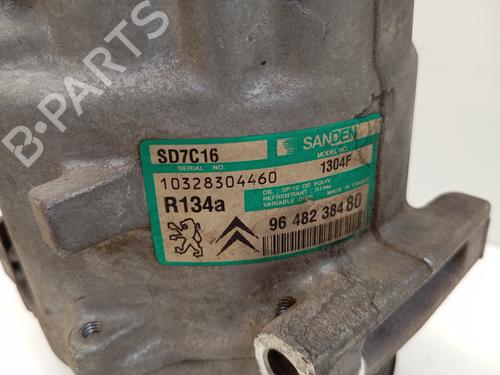 SANDEN
SD7C16
SERIAL NO.
MODEL NO.
1304F
10328304460
OIL : SP-10 OR EQUIV.
REFRIGERANT : R134a
VARIABLE DISP. MADE IN FRANCE
R134a
96 482 384 80
B-PARTS